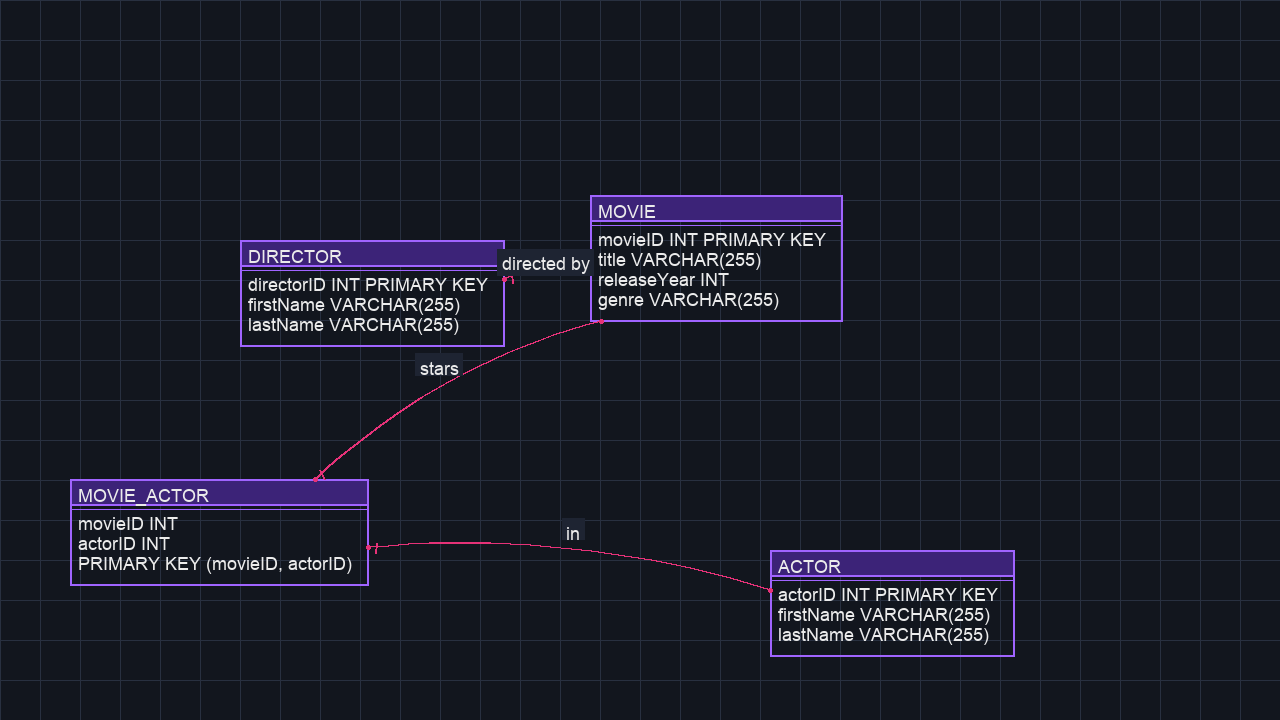 MOVIE
movieID INT PRIMARY KEY
title VARCHAR(255)
releaseYear INT
genre VARCHAR(255)
DIRECTOR
directorID INT PRIMARY KEY
firstName VARCHAR(255)
lastName VARCHAR(255)
directed by
stars
MOVIE_ACTOR
movieID INT
actorID INT
PRIMARY KEY (movieID, actorID)
in
ACTOR
actorID INT PRIMARY KEY
firstName VARCHAR(255)
lastName VARCHAR(255)